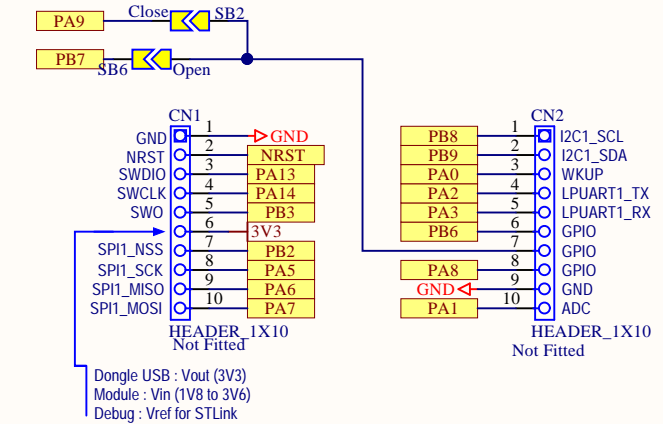 PA9 Close SB2
PB7 SB6 Open
CN1 CN2
GND 1 GND PB8 1 I2C1_SCL
NRST 2 NRST PB9 2 I2C1_SDA
SWDIO 3 PA13 PA0 3 WKUP
SWCLK 4 PA14 PA2 4 LPUART1_TX
SWO 5 PB3 PA3 5 LPUART1_RX
6 3V3 PB6 6 GPIO
SPI1_NSS 7 PB2 7 GPIO
SPI1_SCK 8 PA5 PA8 8 GPIO
SPI1_MISO 9 PA6 GND 9 GND
SPI1_MOSI 10 PA7 PA1 10 ADC
HEADER_1X10 HEADER_1X10
Not Fitted Not Fitted
Dongle USB : Vout (3V3)
Module : Vin (1V8 to 3V6)
Debug : Vref for STLink